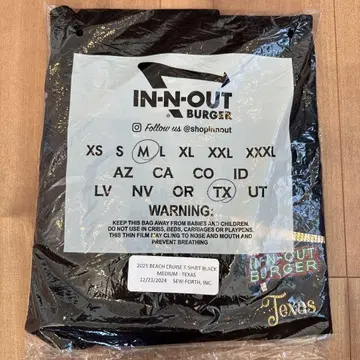 IN-N-OUT
BURGER
Follow us @shopinnout
XS S M L XL XXL XXXL
AZ CA CO ID
LV NV OR TX UT
WARNING:
KEEP THIS BAG AWAY FROM BABIES AND CHILDREN.
DO NOT USE IN CRIBS, BEDS, CARRIAGES OR PLAYPENS.
THIS THIN FILM MAY CLING TO NOSE AND MOUTH AND
PREVENT BREATHING
2023 BEACH CRUISE T-SHIRT BLACK
MEDIUM - TEXAS
12/23/2024 SEW-FORTH, INC.
IN-N-OUT
BURGER
Texas